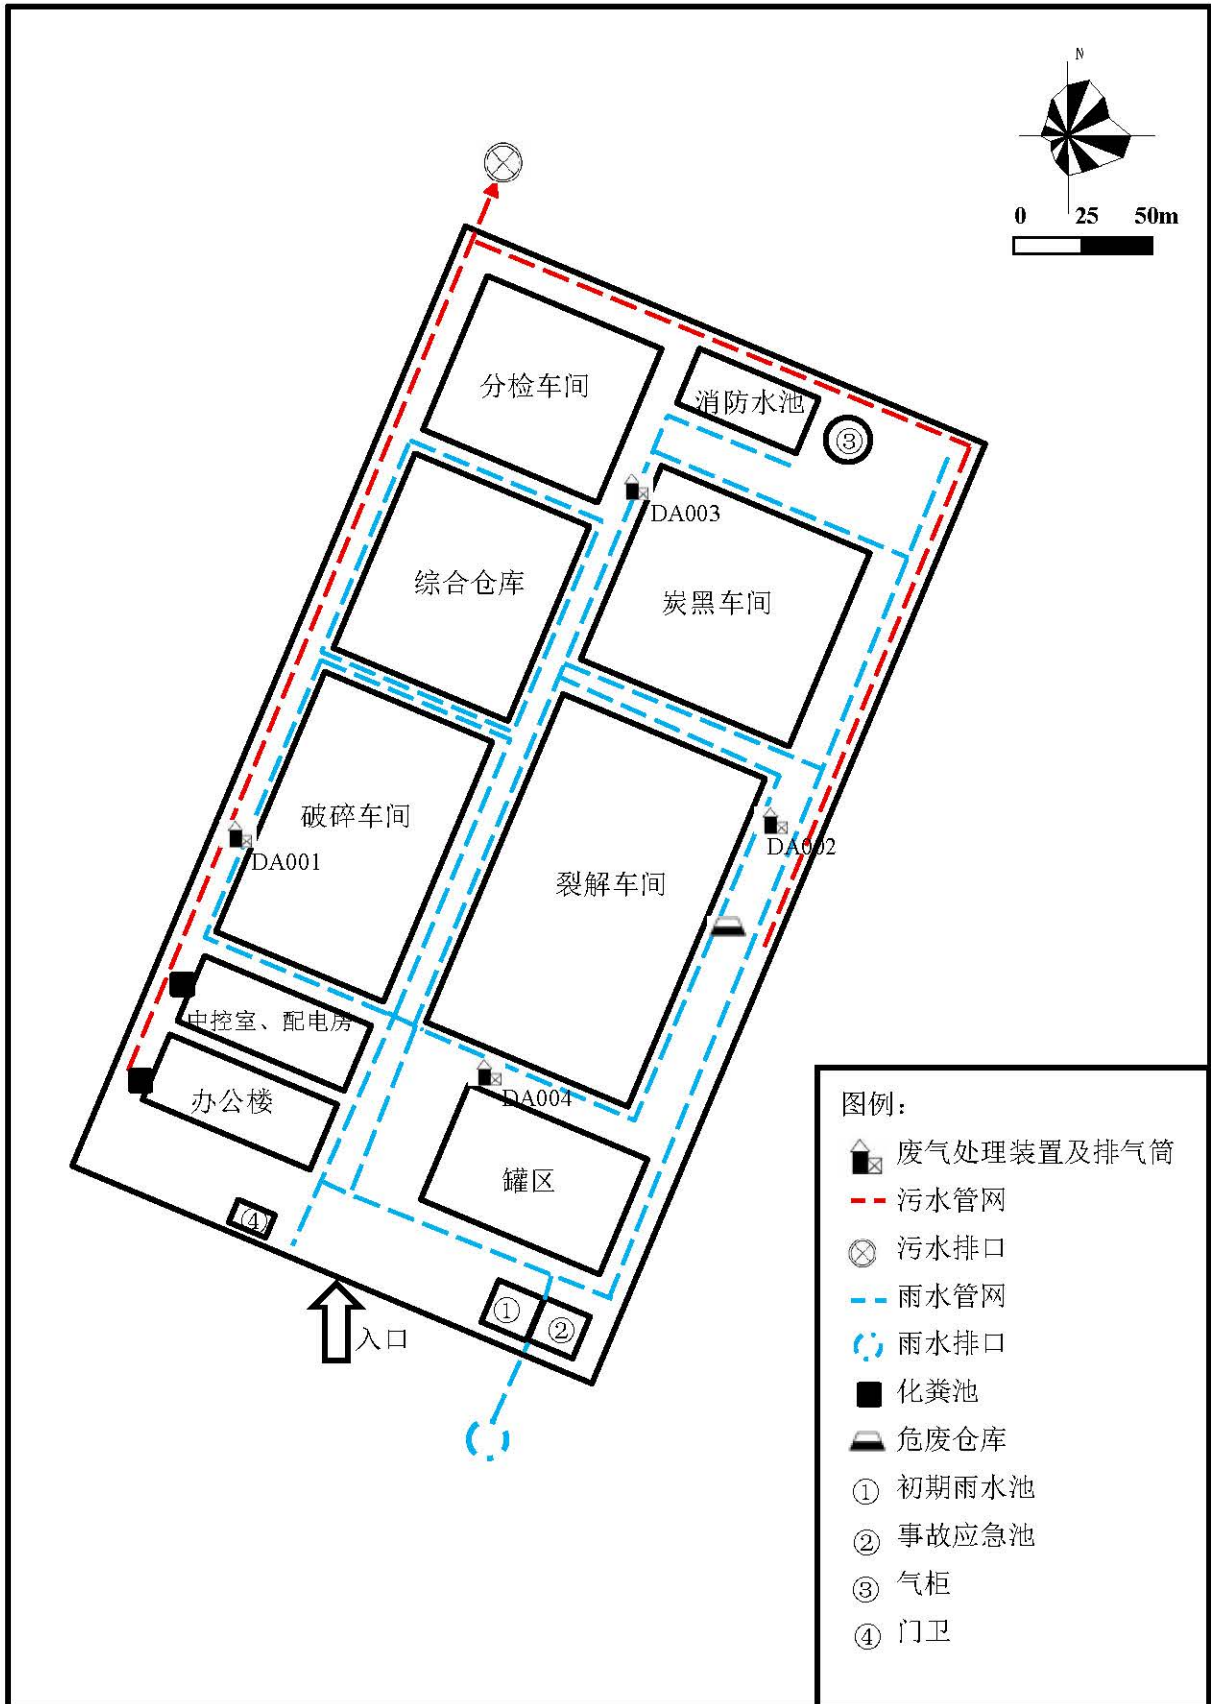 N
0 25 50m
分检车间
消防水池
③
DA003
综合仓库
炭黑车间
破碎车间
DA001
DA002
裂解车间
中控室、配电房
办公楼
DA004
罐区
④
①
②
入口
图例：
废气处理装置及排气筒
污水管网
污水排口
雨水管网
雨水排口
化粪池
危废仓库
① 初期雨水池
② 事故应急池
③ 气柜
④ 门卫